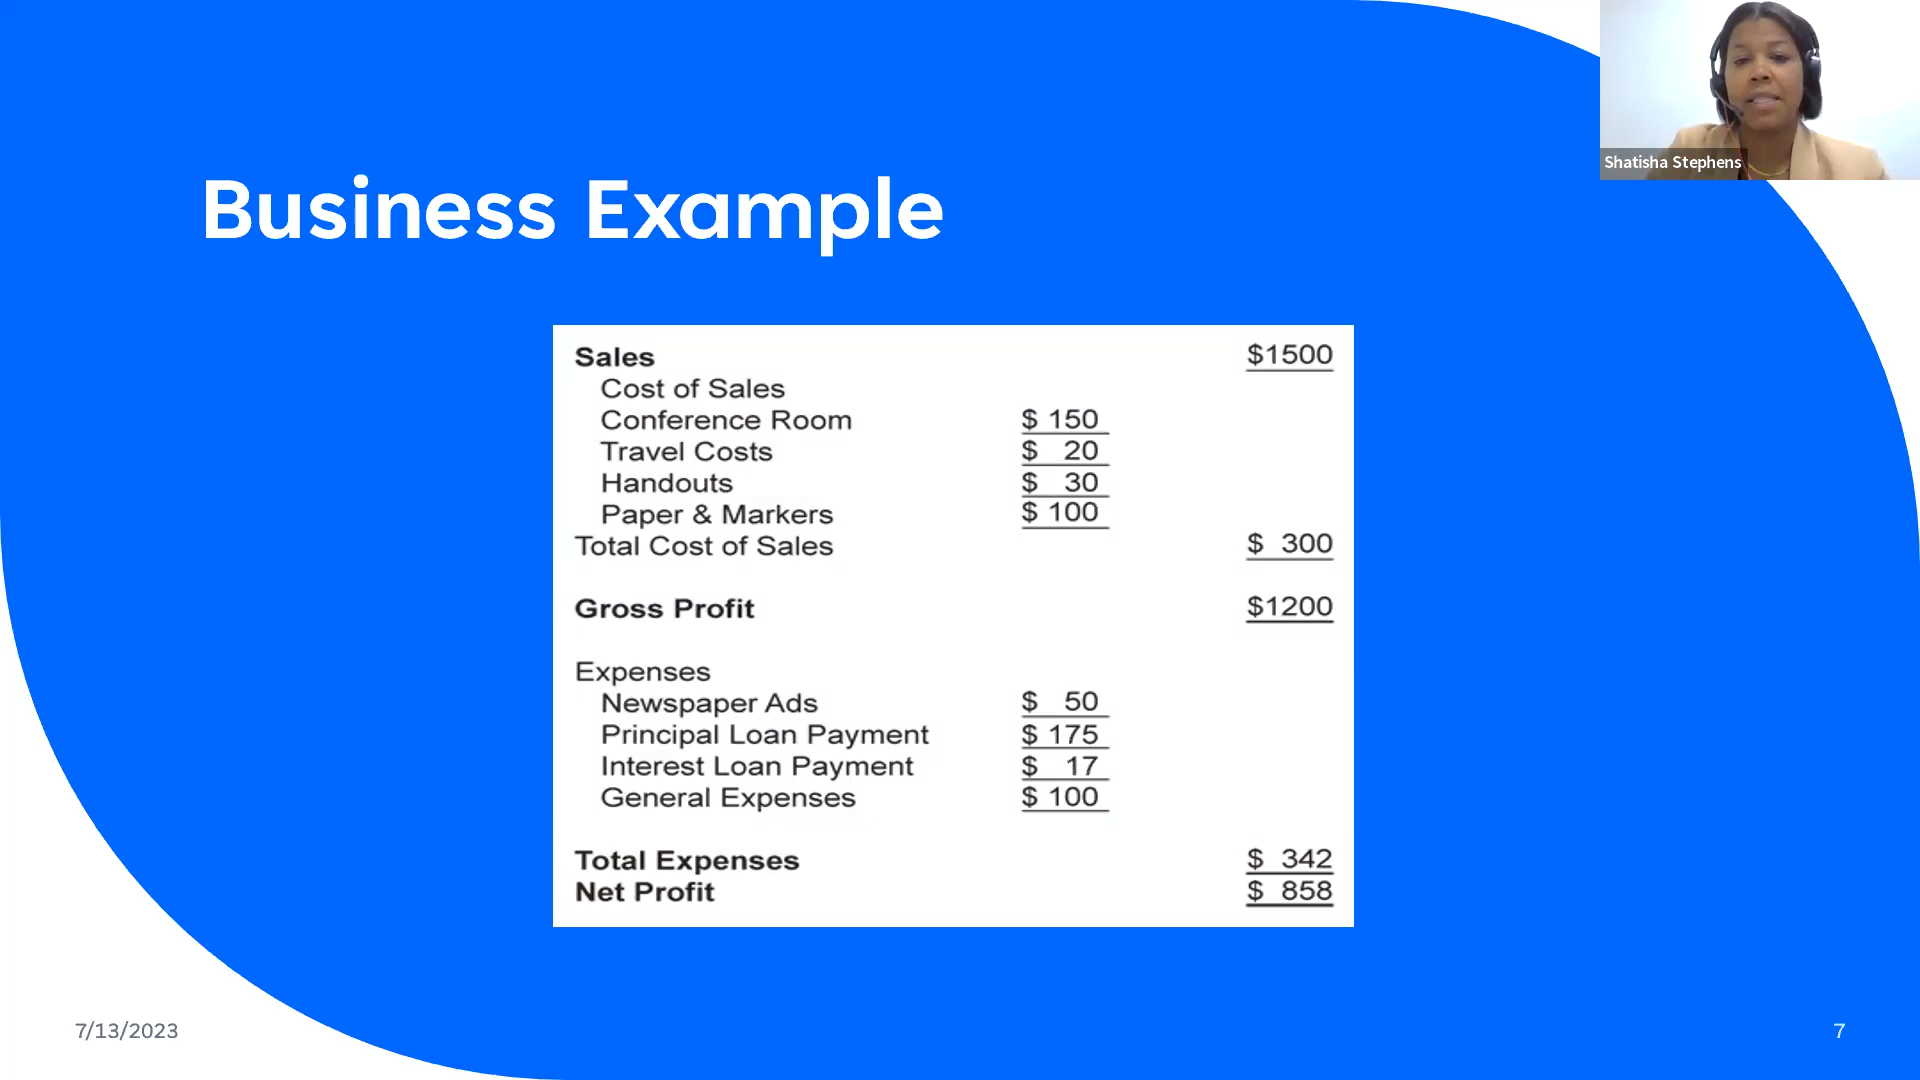 Shatisha Stephens
Business Example
Sales $1500
Cost of Sales
Conference Room $ 150
Travel Costs $ 20
Handouts $ 30
Paper & Markers $ 100
Total Cost of Sales $ 300
Gross Profit $1200
Expenses
Newspaper Ads $ 50
Principal Loan Payment $ 175
Interest Loan Payment $ 17
General Expenses $ 100
Total Expenses $ 342
Net Profit $ 858
7/13/2023 7